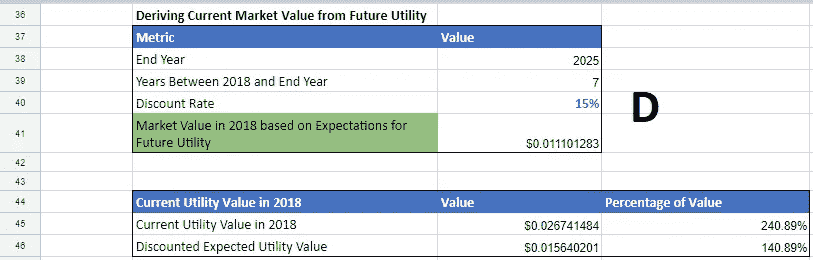 36 Deriving Current Market Value from Future Utility
37 Metric Value
38 End Year 2025
39 Years Between 2018 and End Year 7
40 Discount Rate 15%
D
41 Market Value in 2018 based on Expectations for
Future Utility $0.011101283
42
43
44 Current Utility Value in 2018 Value Percentage of Value
45 Current Utility Value in 2018 $0.026741484 240.89%
46 Discounted Expected Utility Value $0.015640201 140.89%